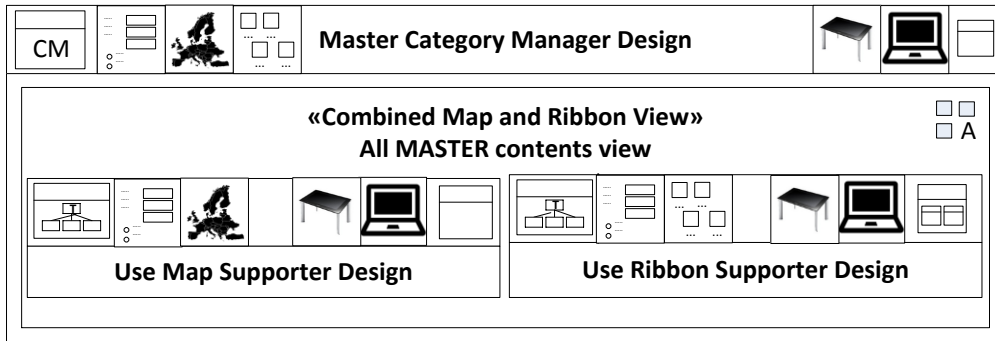 CM
Master Category Manager Design
«Combined Map and Ribbon View»
All MASTER contents view
A
T
T
Use Map Supporter Design
Use Ribbon Supporter Design